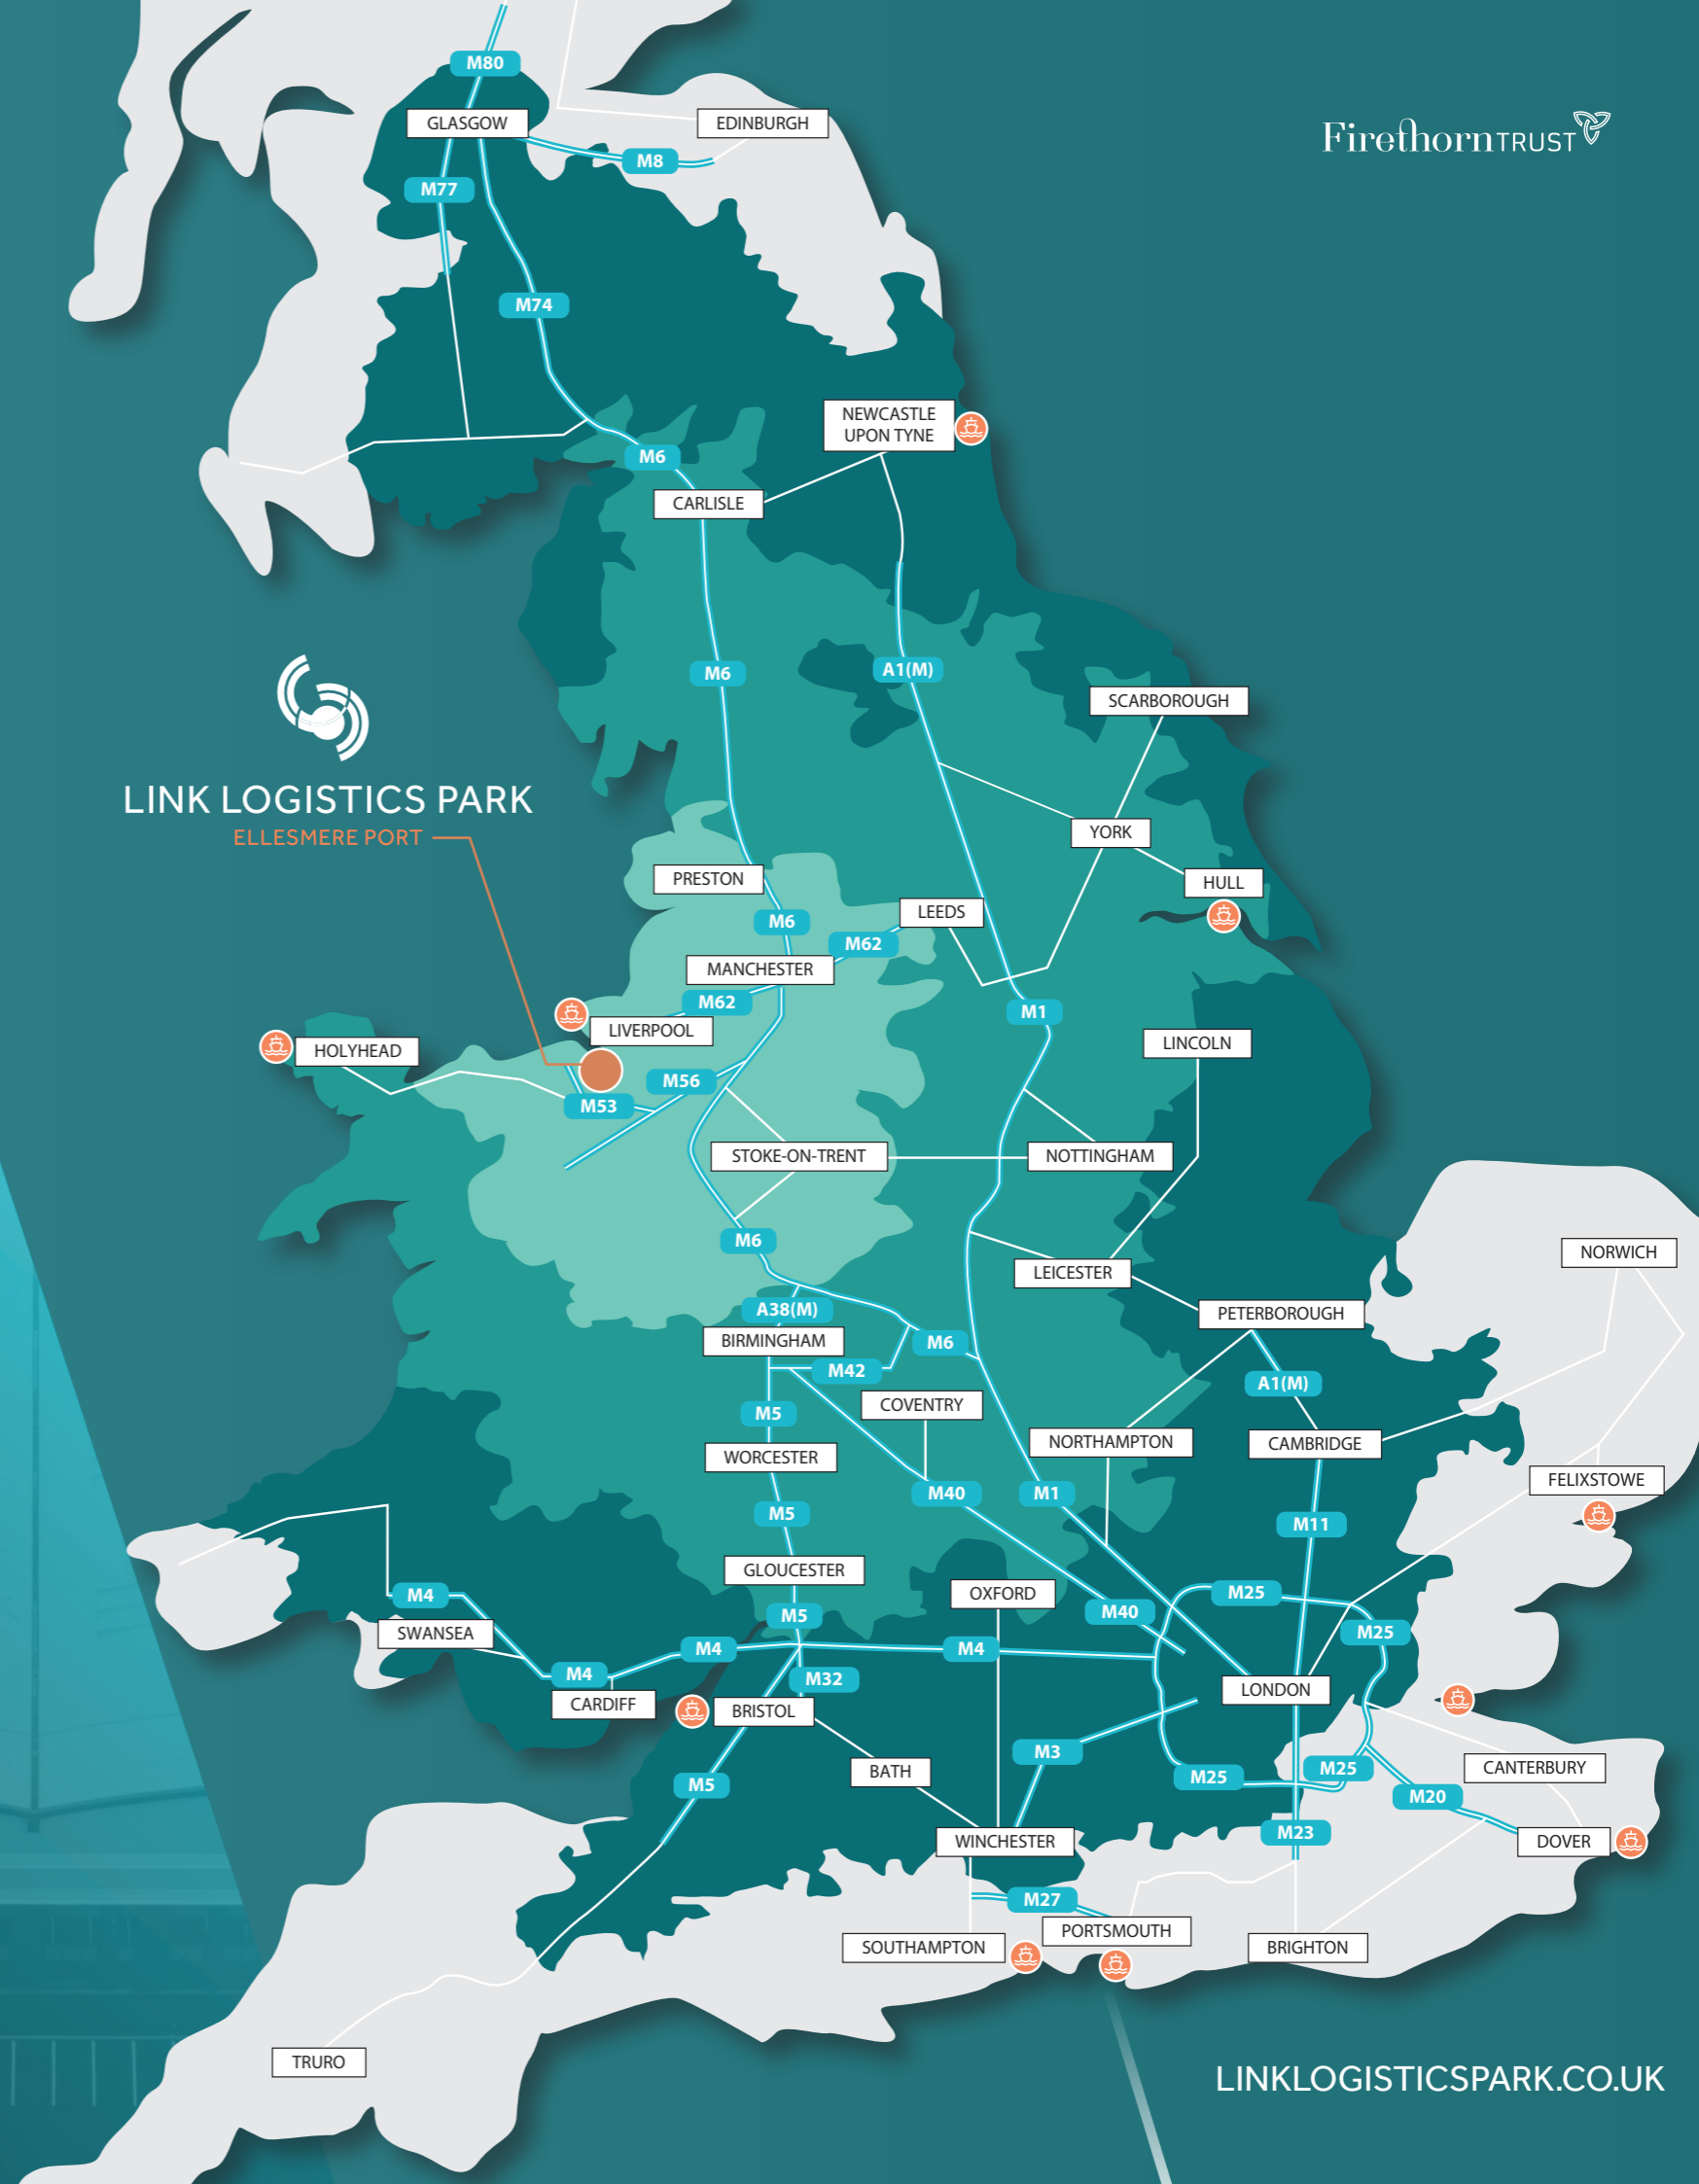 M80
GLASGOW
EDINBURGH
FirethornTRUST
M8
M77
M74
NEWCASTLE
UPON TYNE
M6
CARLISLE
M6
A1(M)
SCARBOROUGH
LINK LOGISTICS PARK
ELLESMERE PORT
YORK
PRESTON
HULL
LEEDS
M6
M62
MANCHESTER
M62
M1
LIVERPOOL
LINCOLN
HOLYHEAD
M56
M53
STOKE-ON-TRENT
NOTTINGHAM
M6
NORWICH
LEICESTER
A38(M)
PETERBOROUGH
BIRMINGHAM
M6
M42
A1(M)
COVENTRY
M5
NORTHAMPTON
CAMBRIDGE
WORCESTER
FELIXSTOWE
M40
M1
M5
M11
GLOUCESTER
OXFORD
M25
M4
M5
M40
SWANSEA
M25
M4
M4
M4
M32
LONDON
CARDIFF
BRISTOL
M3
BATH
M25
M25
CANTERBURY
M5
M20
M23
WINCHESTER
DOVER
M27
PORTSMOUTH
SOUTHAMPTON
BRIGHTON
TRURO
LINKLOGISTICSPARK.CO.UK